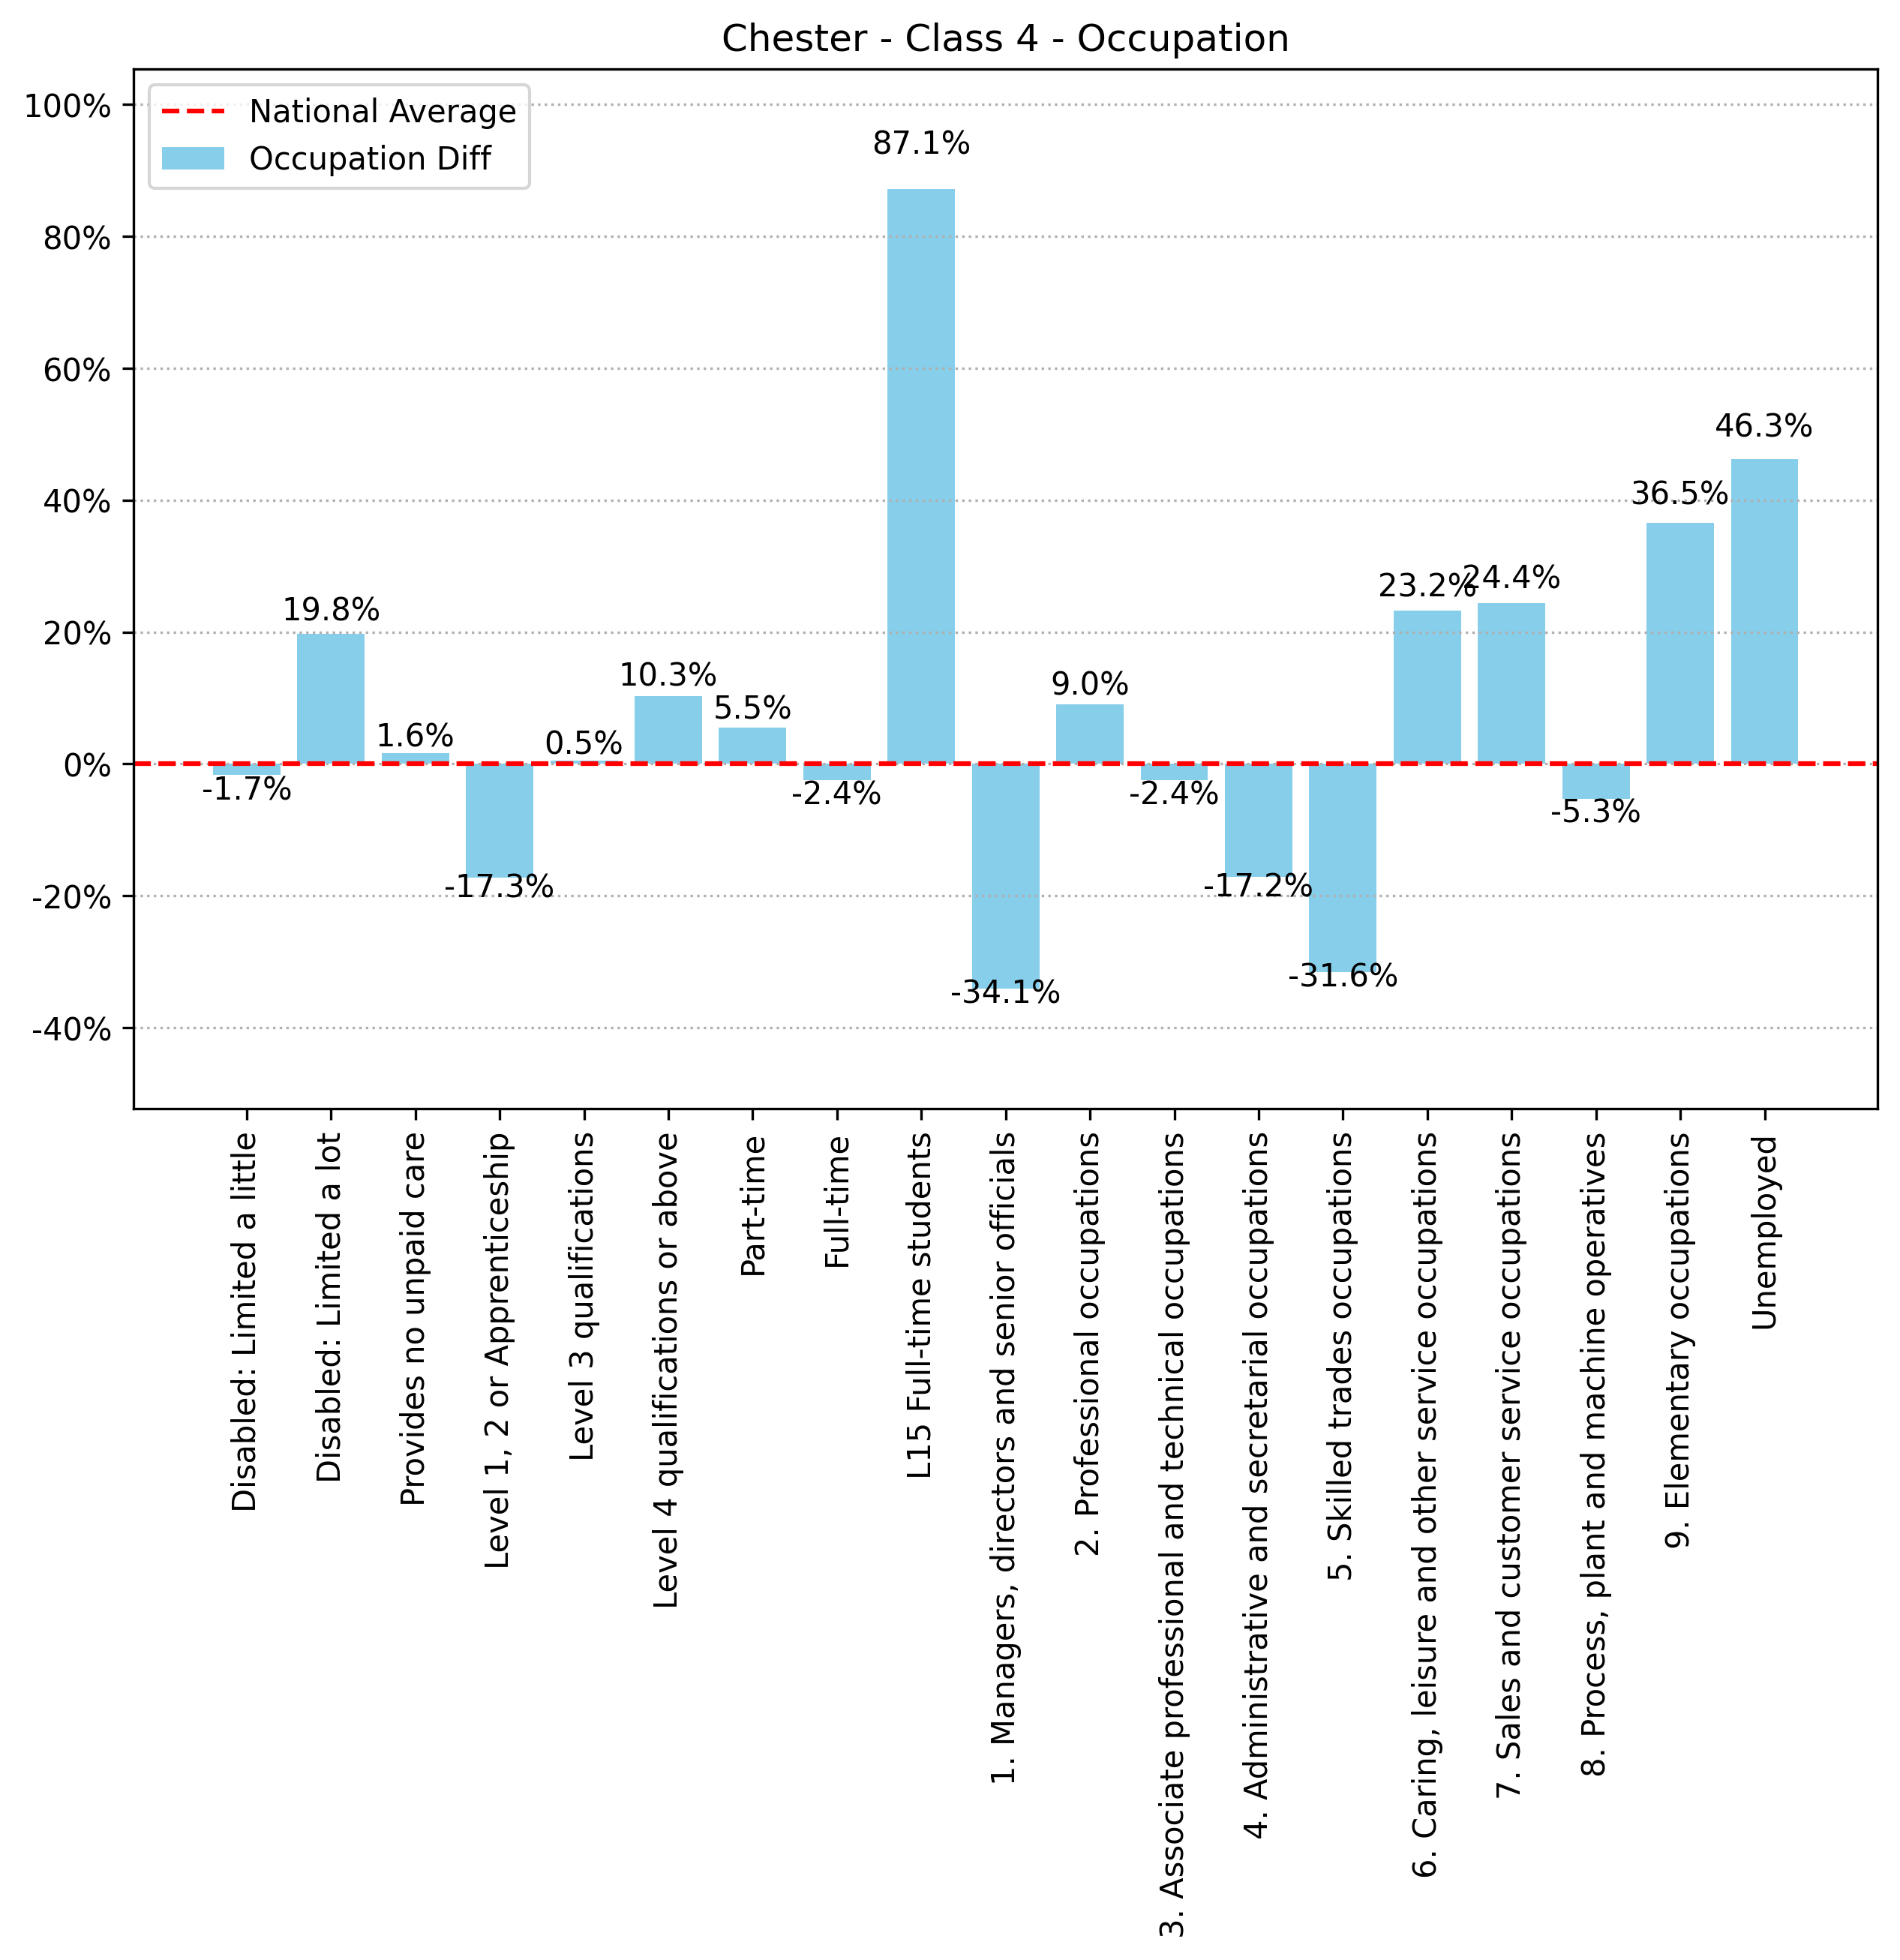 Chester - Class 4 - Occupation
National Average
Occupation Diff
100%
80%
60%
40%
20%
0%
-20%
-40%
-1.7%
19.8%
1.6%
-17.3%
0.5%
10.3%
5.5%
-2.4%
87.1%
-34.1%
9.0%
-2.4%
-17.2%
-31.6%
23.2%
24.4%
-5.3%
36.5%
46.3%
Disabled: Limited a little
Disabled: Limited a lot
Provides no unpaid care
Level 1, 2 or Apprenticeship
Level 3 qualifications
Level 4 qualifications or above
Part-time
Full-time
L15 Full-time students
1. Managers, directors and senior officials
2. Professional occupations
3. Associate professional and technical occupations
4. Administrative and secretarial occupations
5. Skilled trades occupations
6. Caring, leisure and other service occupations
7. Sales and customer service occupations
8. Process, plant and machine operatives
9. Elementary occupations
Unemployed